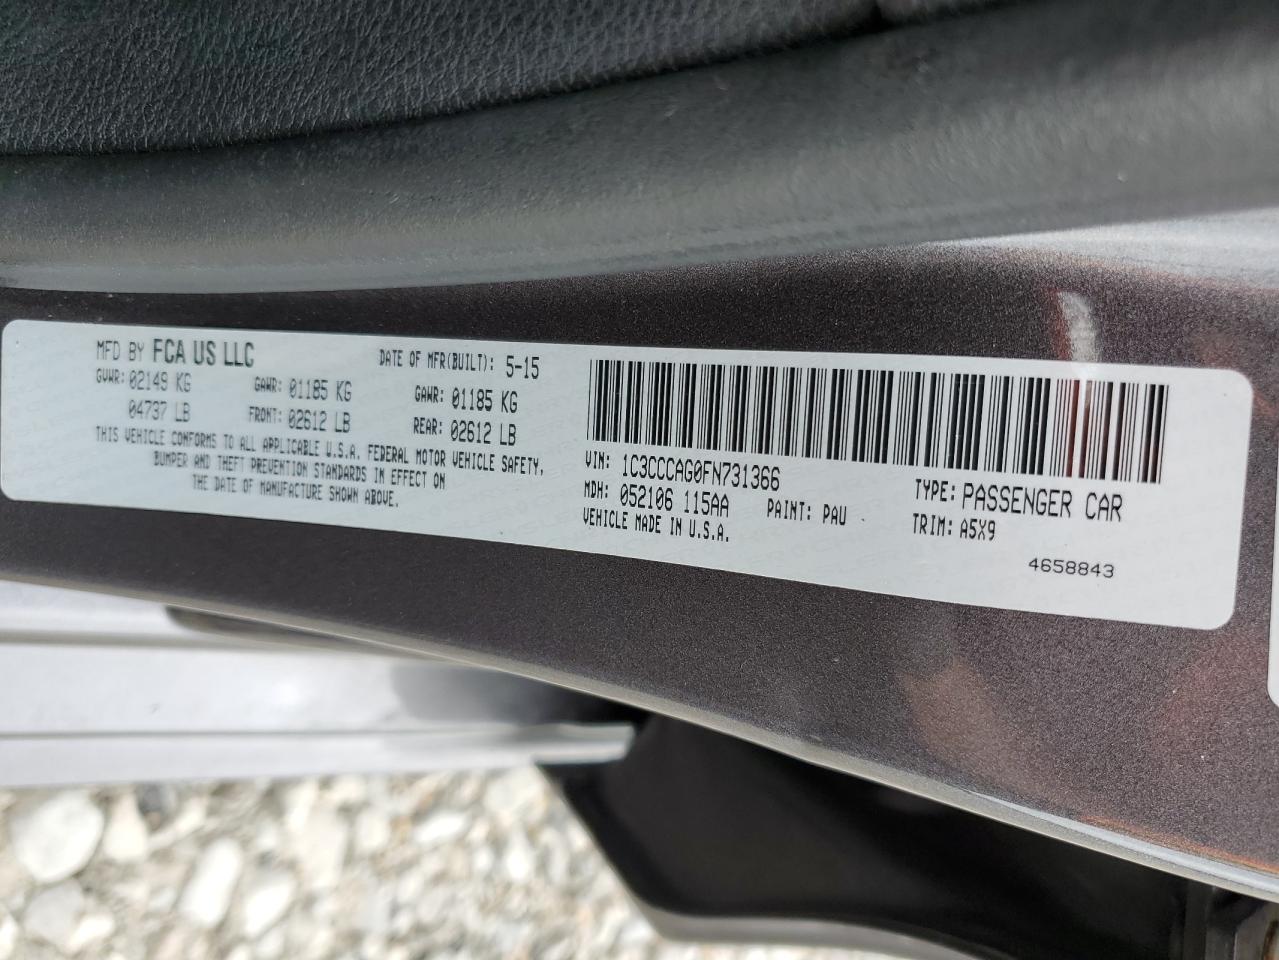 MFD BY FCA US LLC DATE OF MFR(BUILT): 5-15
GVWR: 02149 KG GAWR: 01185 KG GAWR: 01185 KG
04737 LB FRONT: 02612 LB REAR: 02612 LB
THIS VEHICLE CONFORMS TO ALL APPLICABLE U.S.A. FEDERAL MOTOR VEHICLE SAFETY,
BUMPER AND THEFT PREVENTION STANDARDS IN EFFECT ON
THE DATE OF MANUFACTURE SHOWN ABOVE.
VIN: 1C3CCCAG0FN731366 TYPE: PASSENGER CAR
MDH: 052106 115AA PAINT: PAU TRIM: A5X9
VEHICLE MADE IN U.S.A.
4658843